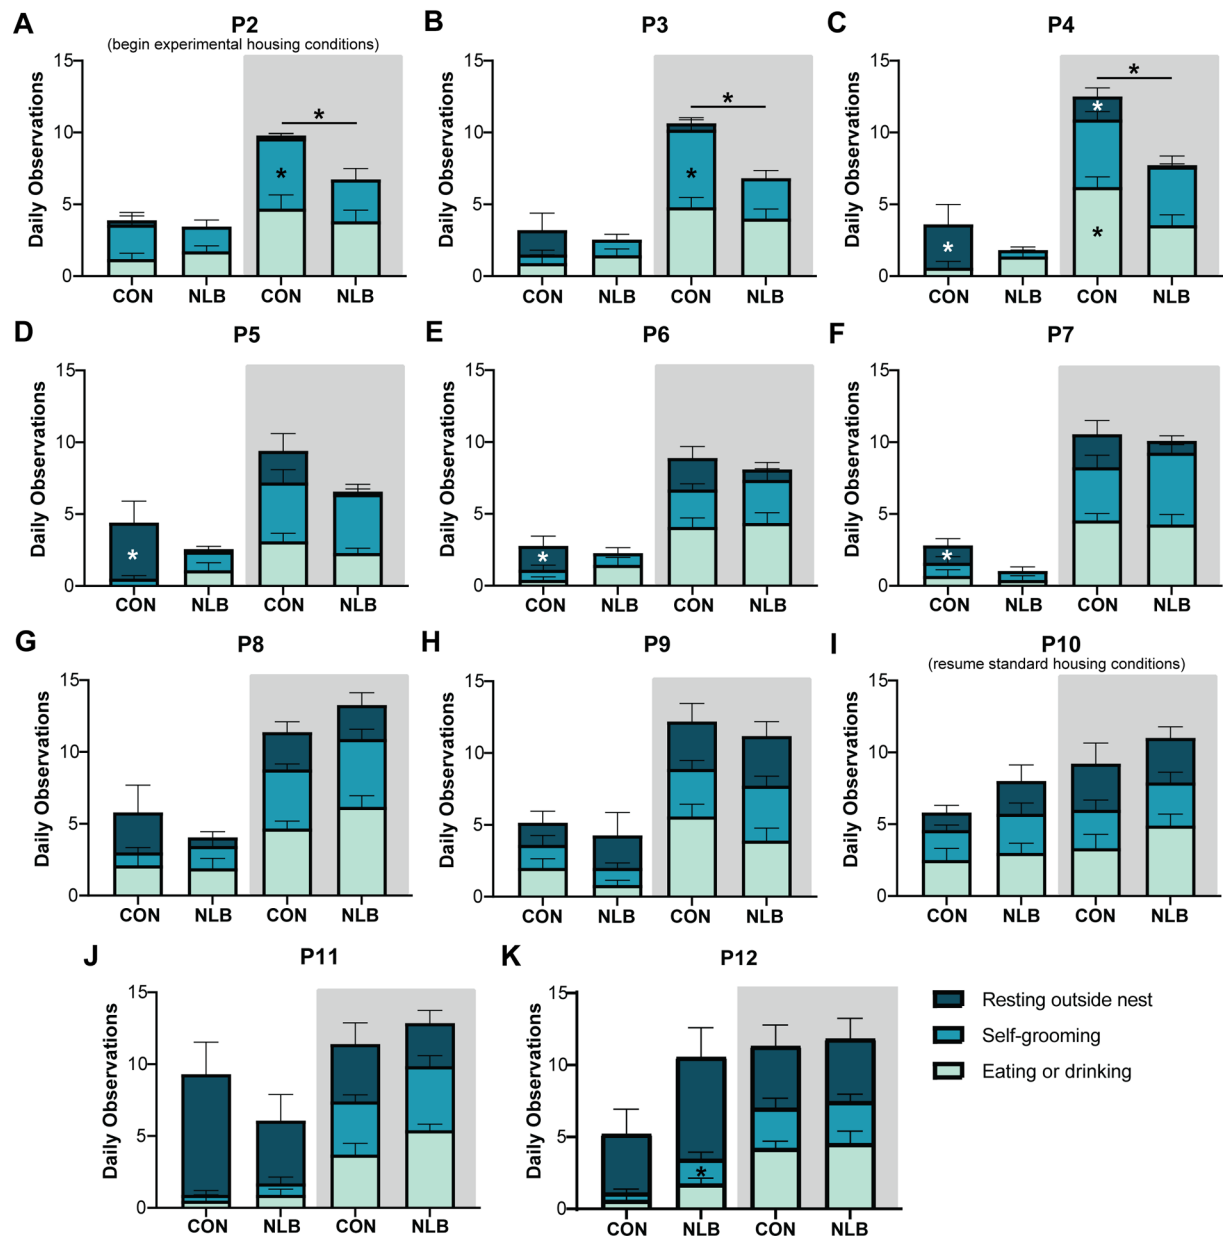 A
P2
(begin experimental housing conditions)
Daily Observations
15
10
5
0
*
*
CON NLB CON NLB
B
P3
Daily Observations
15
10
5
0
*
*
CON NLB CON NLB
C
P4
Daily Observations
15
10
5
0
*
*
*
*
CON NLB CON NLB
D
P5
Daily Observations
15
10
5
0
*
CON NLB CON NLB
E
P6
Daily Observations
15
10
5
0
*
CON NLB CON NLB
F
P7
Daily Observations
15
10
5
0
*
CON NLB CON NLB
G
P8
Daily Observations
15
10
5
0
CON NLB CON NLB
H
P9
Daily Observations
15
10
5
0
CON NLB CON NLB
I
P10
(resume standard housing conditions)
Daily Observations
15
10
5
0
CON NLB CON NLB
J
P11
Daily Observations
15
10
5
0
CON NLB CON NLB
K
P12
Daily Observations
15
10
5
0
*
CON NLB CON NLB
Resting outside nest
Self-grooming
Eating or drinking